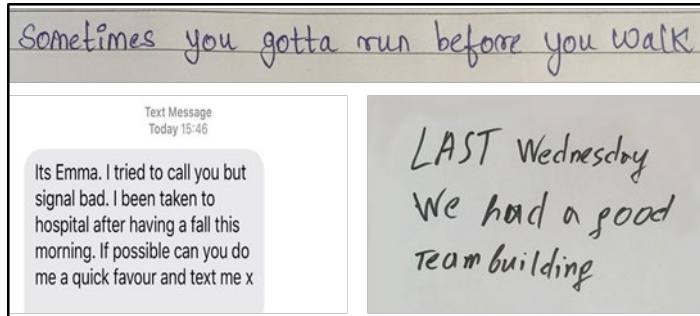 Sometimes you gotta run before you walk
Text Message
Today 15:46
Its Emma. I tried to call you but
signal bad. I been taken to
hospital after having a fall this
morning. If possible can you do
me a quick favour and text me x
LAST Wednesday
We had a good
Team building